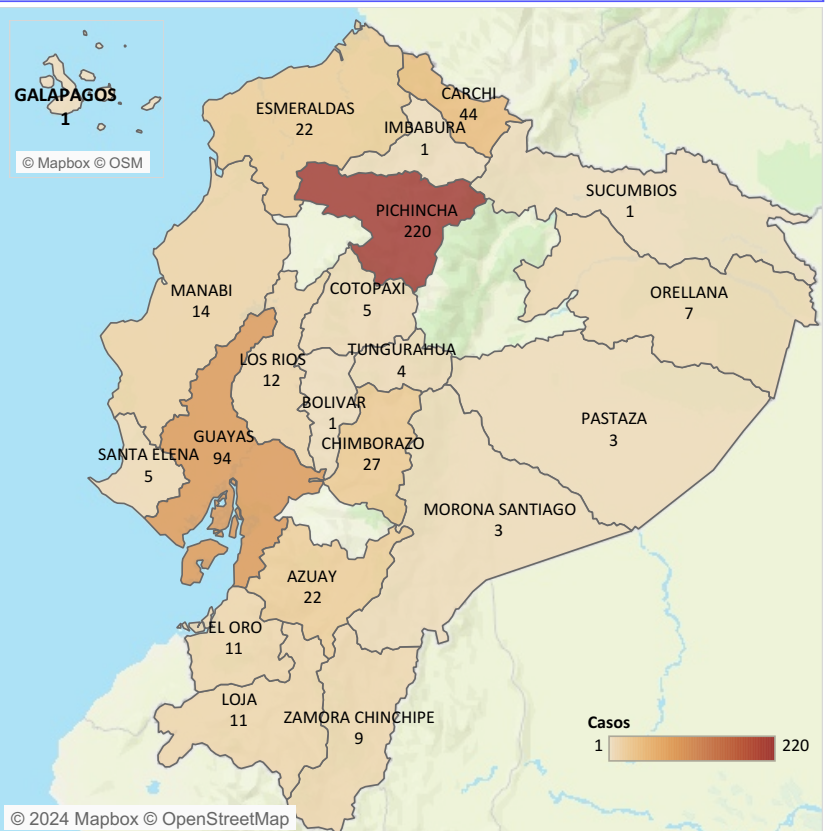 GALAPAGOS
1
© Mapbox © OSM
ESMERALDAS
22
CARCHI
44
IMBABURA
1
SUCUMBIOS
1
PICHINCHA
220
MANABI
14
COTOPAXI
5
ORELLANA
7
LOS RIOS
12
TUNGURAHUA
4
BOLIVAR
1
PASTAZA
3
GUAYAS
94
CHIMBORAZO
27
SANTA ELENA
5
MORONA SANTIAGO
3
AZUAY
22
EL ORO
11
LOJA
11
ZAMORA CHINCHIPE
9
Casos
1 220
© 2024 Mapbox © OpenStreetMap